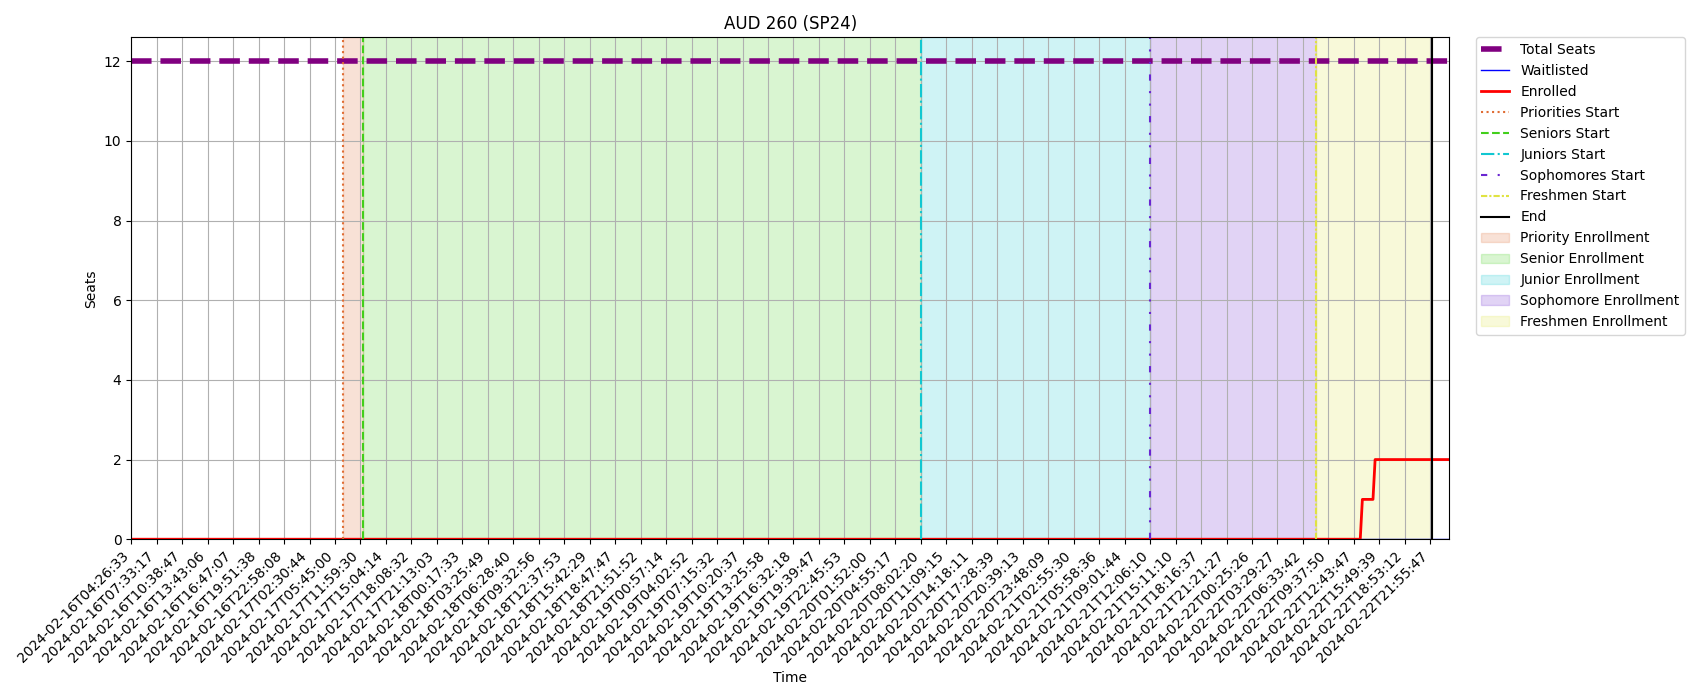 AUD 260 (SP24)
Seats
12
10
8
6
4
2
0
2024-02-16T04:26:33
2024-02-16T07:33:17
2024-02-16T10:38:47
2024-02-16T13:43:06
2024-02-16T16:47:07
2024-02-16T19:51:38
2024-02-16T22:58:08
2024-02-17T02:30:44
2024-02-17T05:45:00
2024-02-17T11:59:30
2024-02-17T15:04:14
2024-02-17T18:08:32
2024-02-17T21:13:03
2024-02-18T00:17:33
2024-02-18T03:25:49
2024-02-18T06:28:40
2024-02-18T09:32:56
2024-02-18T12:37:53
2024-02-18T15:42:29
2024-02-18T18:47:47
2024-02-18T21:51:52
2024-02-19T00:57:14
2024-02-19T04:02:52
2024-02-19T07:15:32
2024-02-19T10:20:37
2024-02-19T13:25:58
2024-02-19T16:32:18
2024-02-19T19:39:47
2024-02-19T22:45:53
2024-02-20T01:52:00
2024-02-20T04:55:17
2024-02-20T08:02:20
2024-02-20T11:09:15
2024-02-20T14:18:11
2024-02-20T17:28:39
2024-02-20T20:39:13
2024-02-20T23:48:09
2024-02-21T02:55:30
2024-02-21T05:58:36
2024-02-21T09:01:44
2024-02-21T12:06:10
2024-02-21T15:11:10
2024-02-21T18:16:37
2024-02-21T21:21:27
2024-02-22T00:25:26
2024-02-22T03:29:27
2024-02-22T06:33:42
2024-02-22T09:37:50
2024-02-22T12:43:47
2024-02-22T15:49:39
2024-02-22T18:53:12
2024-02-22T21:55:47
Time
Total Seats
Waitlisted
Enrolled
Priorities Start
Seniors Start
Juniors Start
Sophomores Start
Freshmen Start
End
Priority Enrollment
Senior Enrollment
Junior Enrollment
Sophomore Enrollment
Freshmen Enrollment